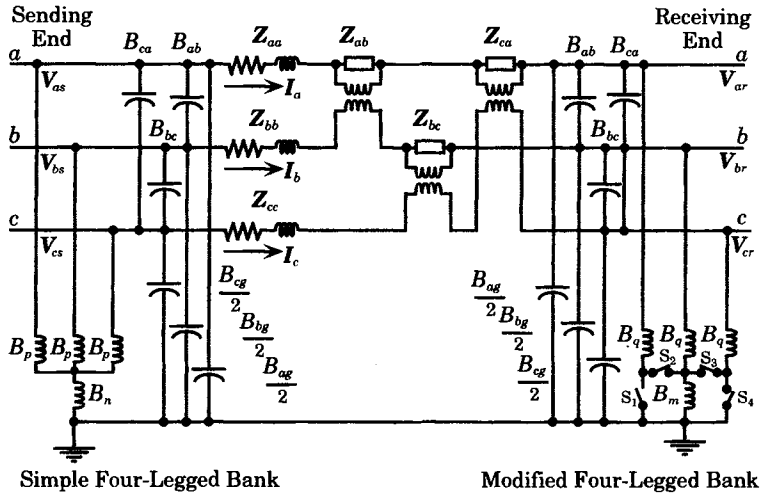 Sending
End
Receiving
End
a
B_ca
B_ab
Z_aa
Z_ab
Z_ca
B_ab
B_ca
a
V_as
I_a
V_ar
b
B_bc
Z_bb
Z_bc
B_bc
b
V_bs
I_b
V_br
c
Z_cc
c
V_cs
I_c
V_cr
B_cg/2
B_bg/2
B_ag/2
B_ag/2
B_bg/2
B_cg/2
B_p
B_p
B_p
B_n
B_q
B_q
B_q
S_2
S_3
S_1
B_m
S_4
Simple Four-Legged Bank
Modified Four-Legged Bank